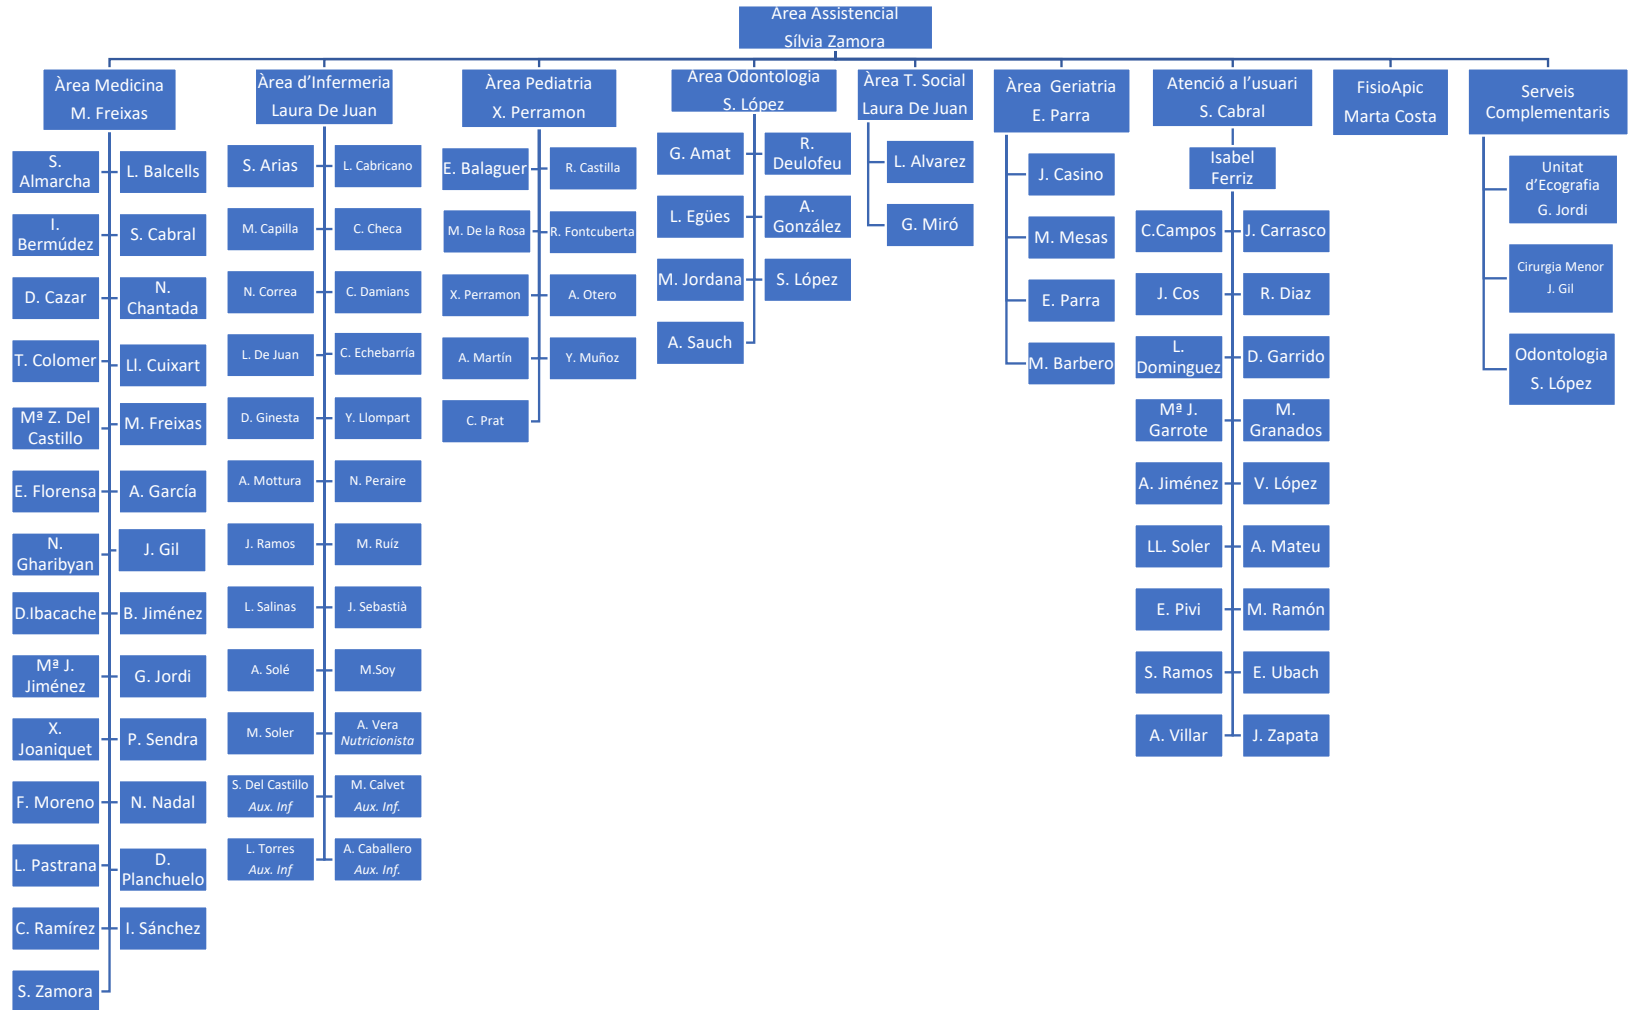 Àrea Assistencial
Sílvia Zamora
Àrea Medicina
M. Freixas
S.
Almarcha
L. Balcells
I.
Bermúdez
S. Cabral
D. Cazar
N.
Chantada
T. Colomer
Ll. Cuixart
Mª Z. Del
Castillo
M. Freixas
E. Florensa
A. García
N.
Gharibyan
J. Gil
D.Ibacache
B. Jiménez
Mª J.
Jiménez
G. Jordi
X.
Joaniquet
P. Sendra
F. Moreno
N. Nadal
L. Pastrana
D.
Planchuelo
C. Ramírez
I. Sánchez
S. Zamora
Àrea d’Infermeria
Laura De Juan
S. Arias
L. Cabricano
M. Capilla
C. Checa
N. Correa
C. Damians
L. De Juan
C. Echebarría
D. Ginesta
Y. Llompart
A. Mottura
N. Peraire
J. Ramos
M. Ruíz
L. Salinas
J. Sebastià
A. Solé
M.Soy
M. Soler
A. Vera
Nutricionista
S. Del Castillo
Aux. Inf
M. Calvet
Aux. Inf.
L. Torres
Aux. Inf
A. Caballero
Aux. Inf.
Àrea Pediatria
X. Perramon
E. Balaguer
R. Castilla
M. De la Rosa
R. Fontcuberta
X. Perramon
A. Otero
A. Martín
Y. Muñoz
C. Prat
Àrea Odontologia
S. López
G. Amat
R.
Deulofeu
L. Egües
A.
González
M. Jordana
S. López
A. Sauch
Àrea T. Social
Laura De Juan
L. Alvarez
G. Miró
Àrea  Geriatria
E. Parra
J. Casino
M. Mesas
E. Parra
M. Barbero
Atenció a l’usuari
S. Cabral
Isabel
Ferriz
C.Campos
J. Carrasco
J. Cos
R. Diaz
L.
Dominguez
D. Garrido
Mª J.
Garrote
M.
Granados
A. Jiménez
V. López
LL. Soler
A. Mateu
E. Pivi
M. Ramón
S. Ramos
E. Ubach
A. Villar
J. Zapata
FisioApic
Marta Costa
Serveis
Complementaris
Unitat
d’Ecografia
G. Jordi
Cirurgia Menor
J. Gil
Odontologia
S. López